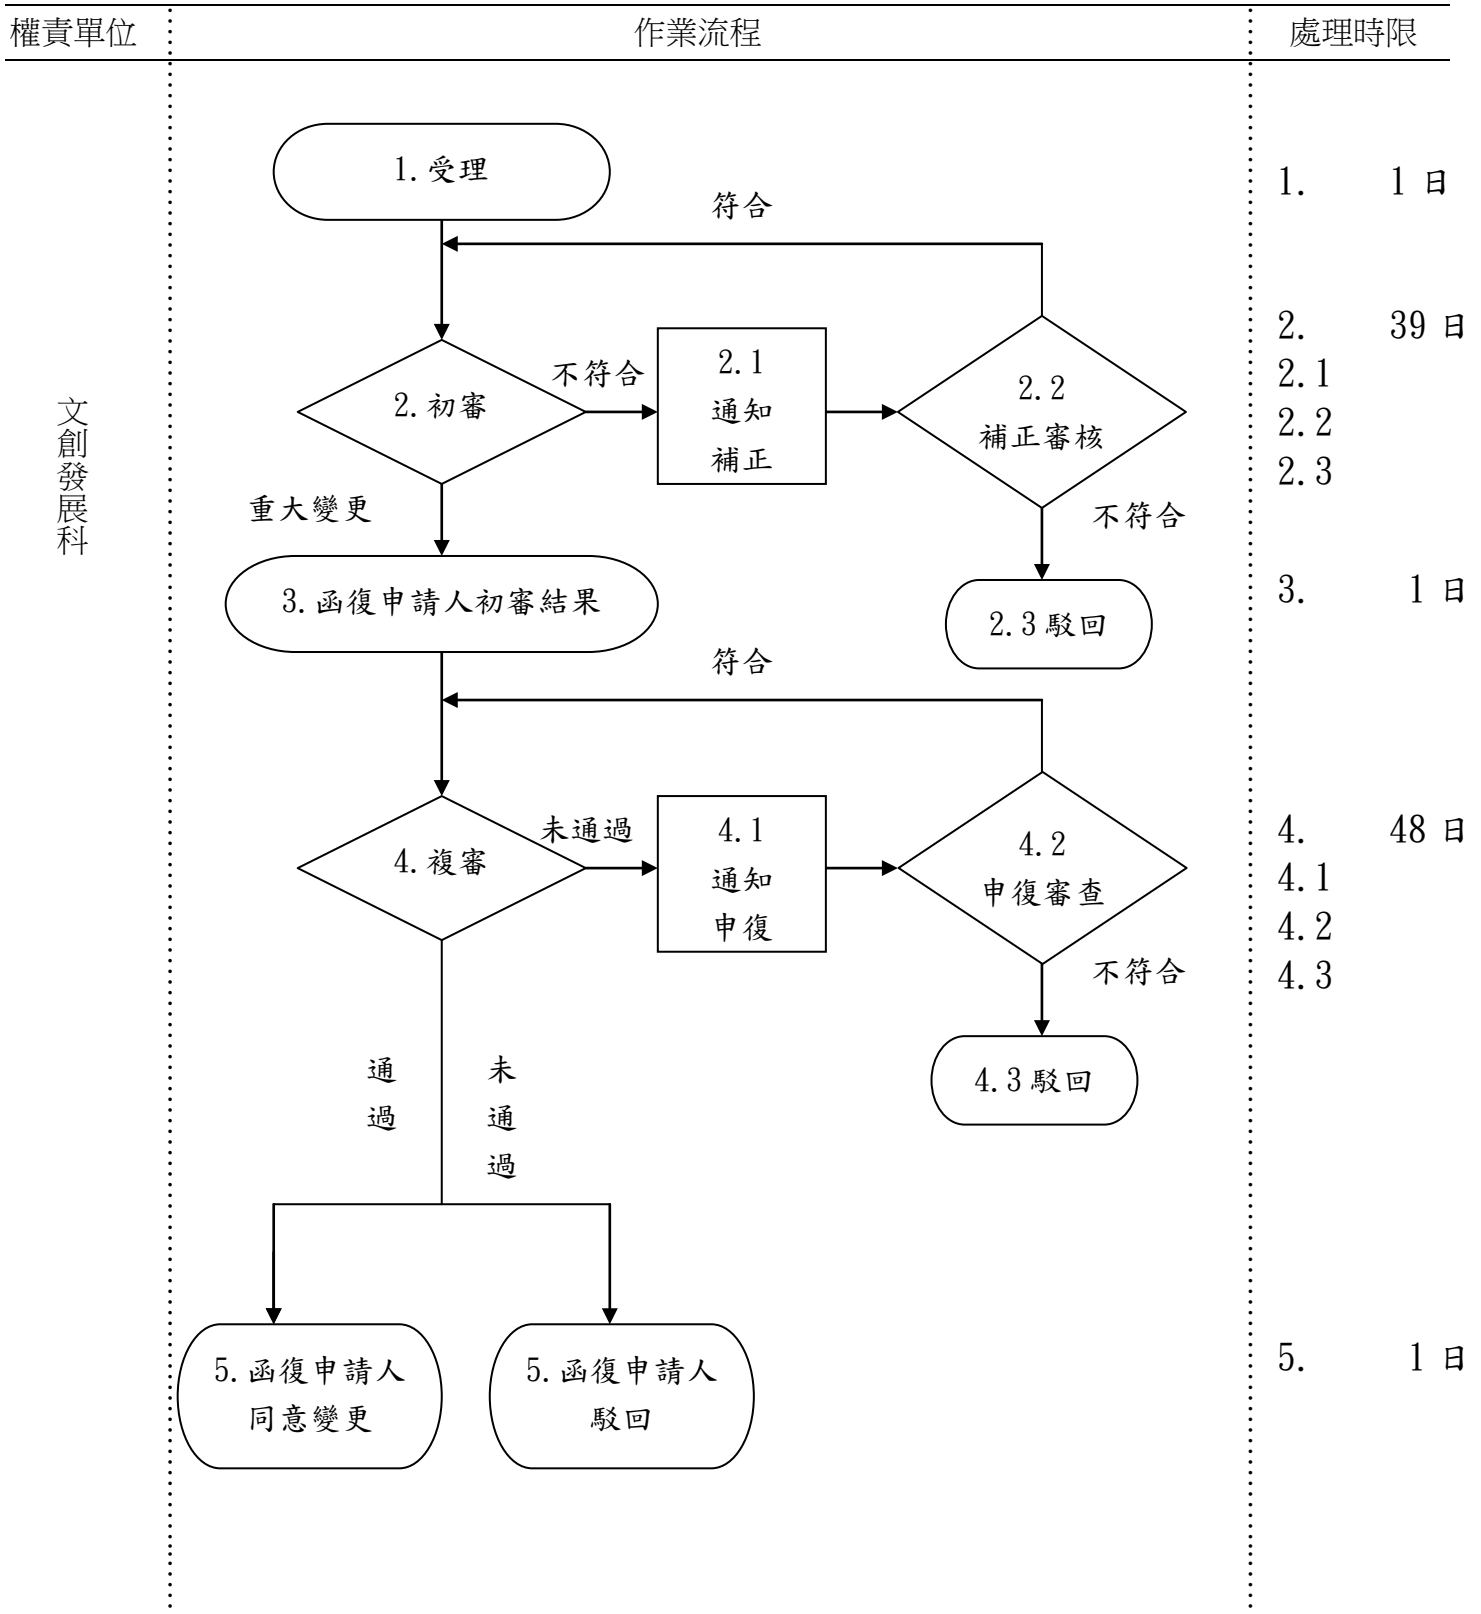 權責單位
作業流程
處理時限
文創發展科
1.受理
1. 1 日
符合
2.初審
不符合
2.1
通知
補正
2.2
補正審核
2. 39 日
2.1
2.2
2.3
重大變更
不符合
3.函復申請人初審結果
2.3 駁回
3. 1 日
符合
4.複審
未通過
4.1
通知
申復
4.2
申復審查
4. 48 日
4.1
4.2
4.3
不符合
4.3 駁回
通過
未通過
5.函復申請人
同意變更
5.函復申請人
駁回
5. 1 日